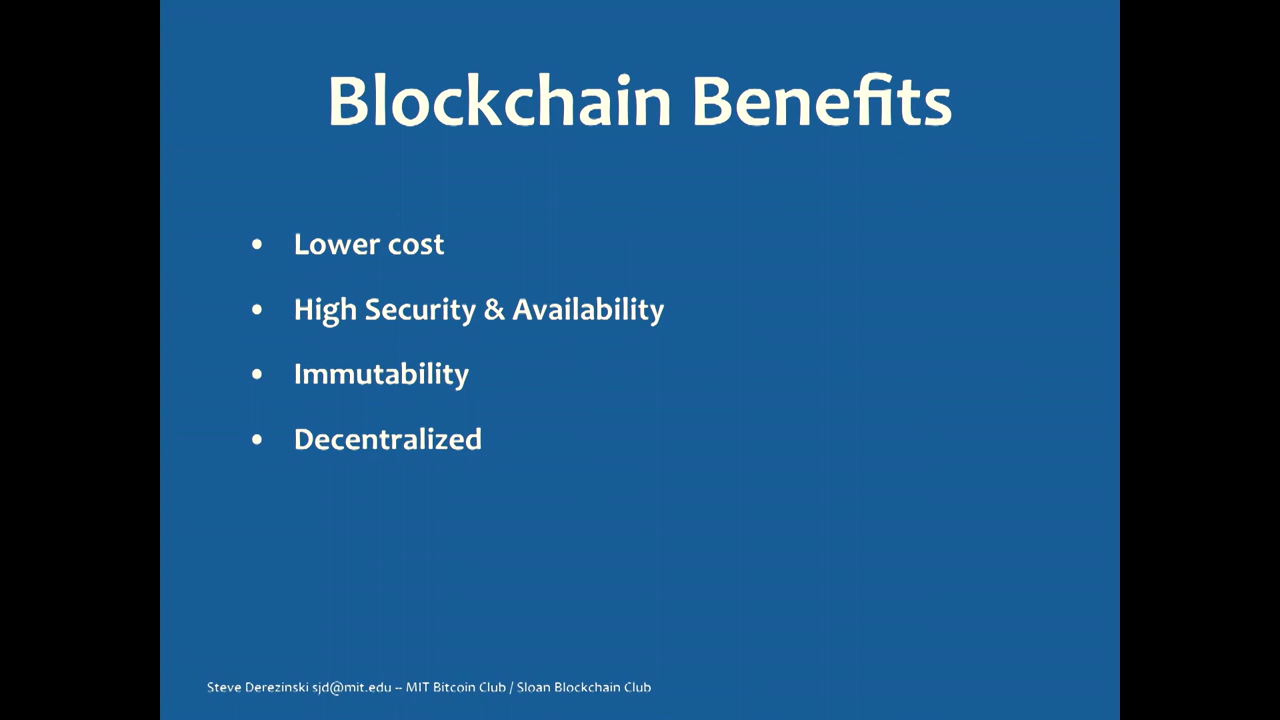 Blockchain Benefits
• Lower cost
• High Security & Availability
• Immutability
• Decentralized
Steve Derezinski sjd@mit.edu -- MIT Bitcoin Club / Sloan Blockchain Club